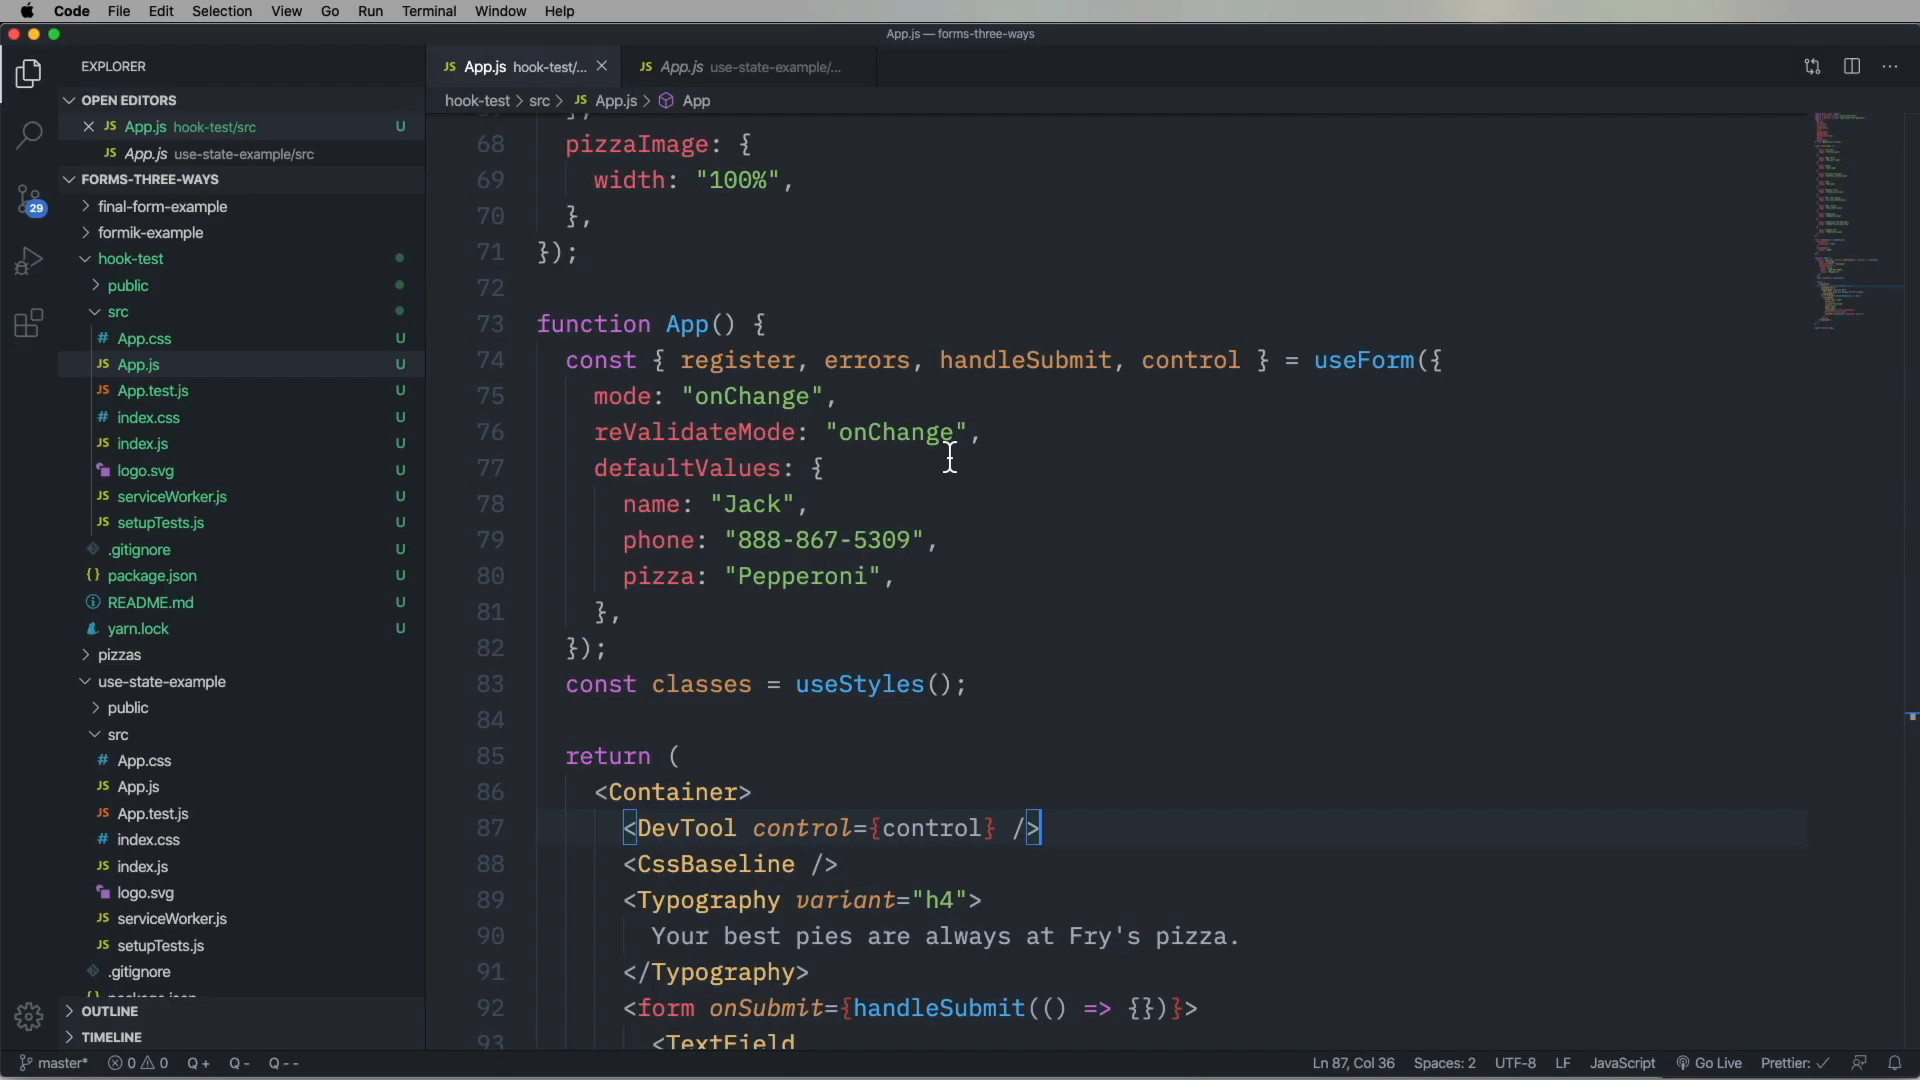 Code File Edit Selection View Go Run Terminal Window Help
App.js — forms-three-ways
EXPLORER
OPEN EDITORS
JS App.js hook-test/src U
JS App.js use-state-example/src
FORMS-THREE-WAYS
final-form-example
formik-example
hook-test
public
src
# App.css U
JS App.js U
JS App.test.js U
# index.css U
JS index.js U
logo.svg U
JS serviceWorker.js U
JS setupTests.js U
.gitignore U
{} package.json U
README.md U
yarn.lock U
pizzas
use-state-example
public
src
# App.css
JS App.js
JS App.test.js
# index.css
JS index.js
logo.svg
JS serviceWorker.js
JS setupTests.js
.gitignore
OUTLINE
TIMELINE
29
JS App.js hook-test/...
JS App.js use-state-example/...
hook-test > src > JS App.js > App
68 pizzaImage: {
69 width: "100%",
70 },
71 });
72
73 function App() {
74 const { register, errors, handleSubmit, control } = useForm({
75 mode: "onChange",
76 reValidateMode: "onChange",
77 defaultValues: {
78 name: "Jack",
79 phone: "888-867-5309",
80 pizza: "Pepperoni",
81 },
82 });
83 const classes = useStyles();
84
85 return (
86 <Container>
87 <DevTool control={control} />
88 <CssBaseline />
89 <Typography variant="h4">
90 Your best pies are always at Fry's pizza.
91 </Typography>
92 <form onSubmit={handleSubmit(() => {})}>
93 <TextField
master* 0 0 Q + Q - Q - -
Ln 87, Col 36 Spaces: 2 UTF-8 LF JavaScript Go Live Prettier: ✓